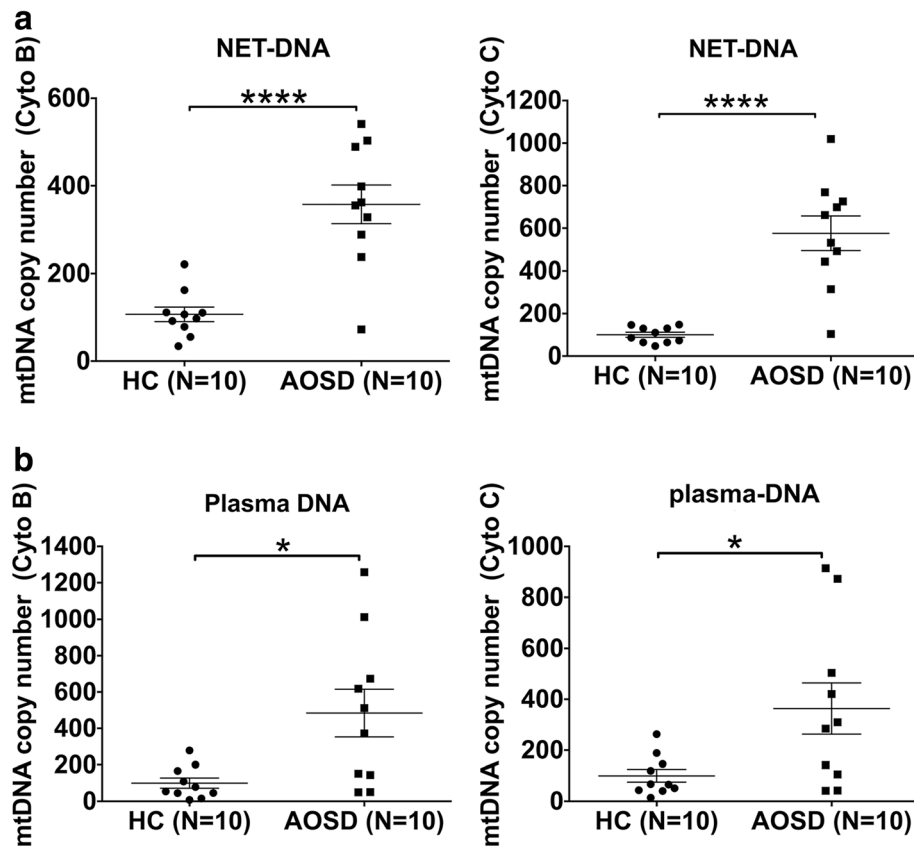 a
NET-DNA
mtDNA copy number (Cyto B)
600
400
200
0
****
HC (N=10)
AOSD (N=10)
NET-DNA
mtDNA copy number (Cyto C)
1200
1000
800
600
400
200
0
****
HC (N=10)
AOSD (N=10)
b
Plasma DNA
mtDNA copy number (Cyto B)
1400
1200
1000
800
600
400
200
0
*
HC (N=10)
AOSD (N=10)
plasma-DNA
mtDNA copy number (Cyto C)
1000
800
600
400
200
0
*
HC (N=10)
AOSD (N=10)